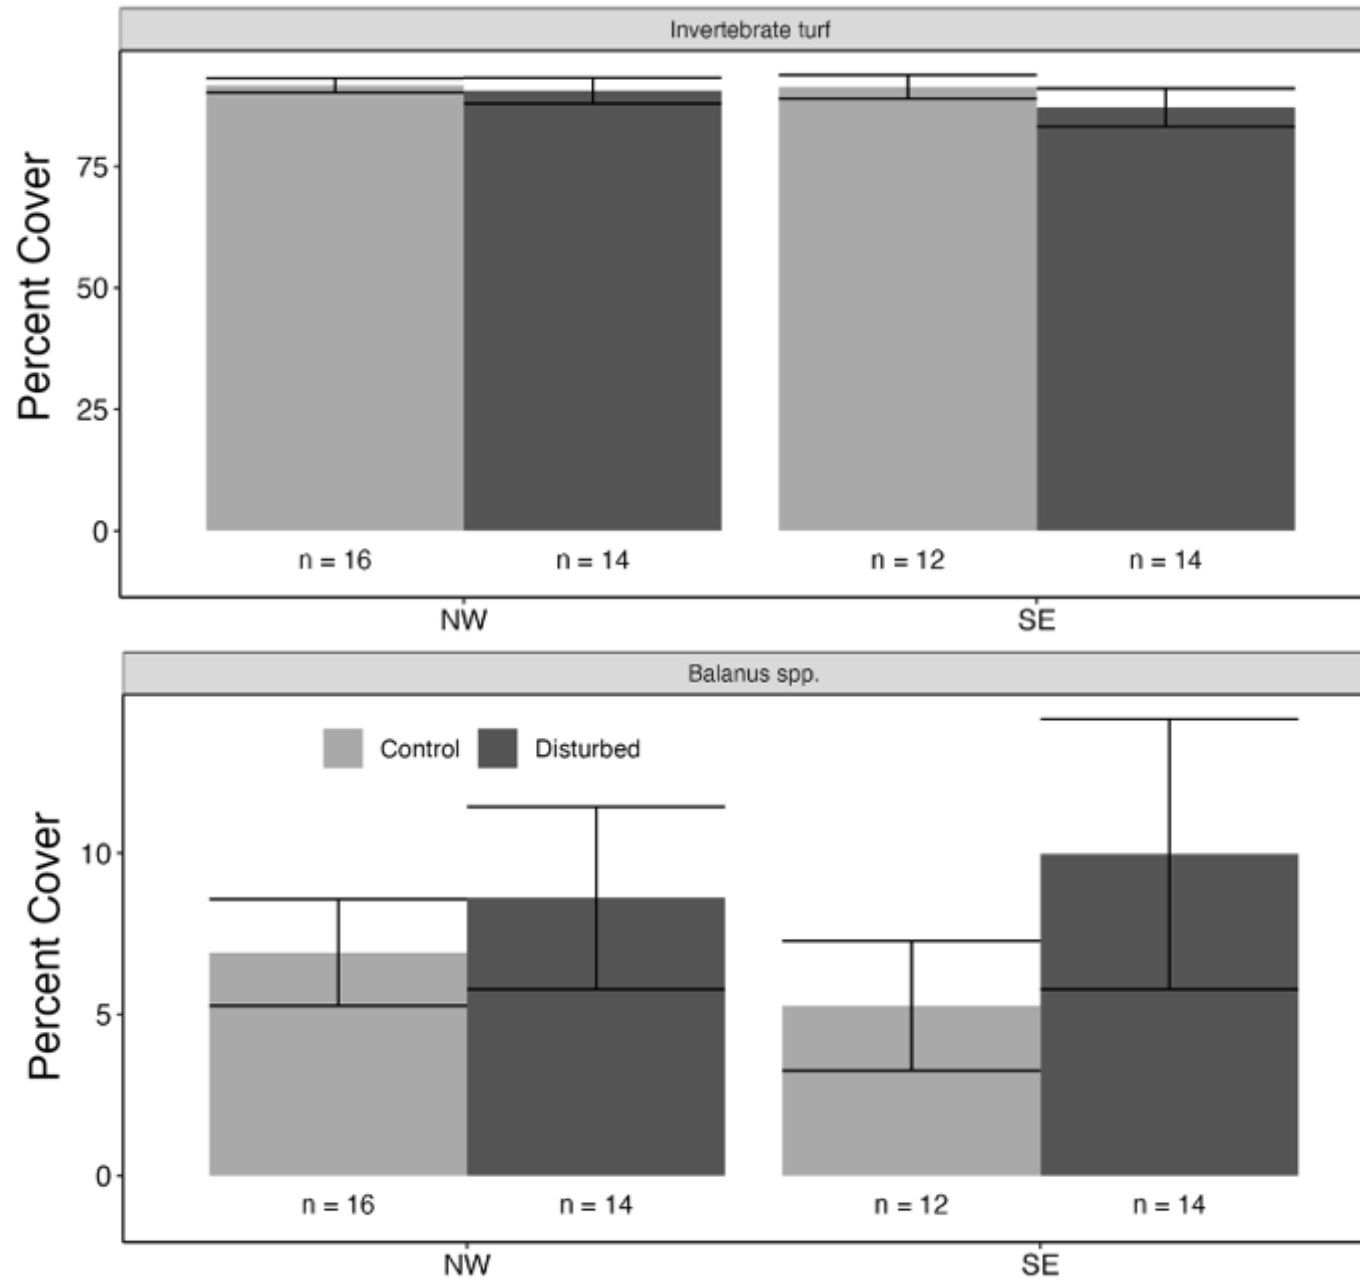 Invertebrate turf
Percent Cover
75
50
25
0
n = 16 n = 14 n = 12 n = 14
NW SE
Balanus spp.
Control Disturbed
Percent Cover
10
5
0
n = 16 n = 14 n = 12 n = 14
NW SE